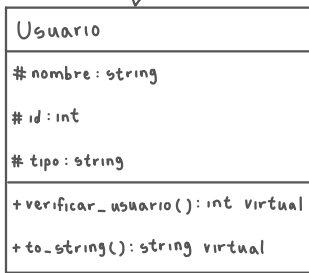 Usuario
# nombre : string
# id : int
# tipo : string
+ verificar_usuario() : int virtual
+ to_string() : string virtual